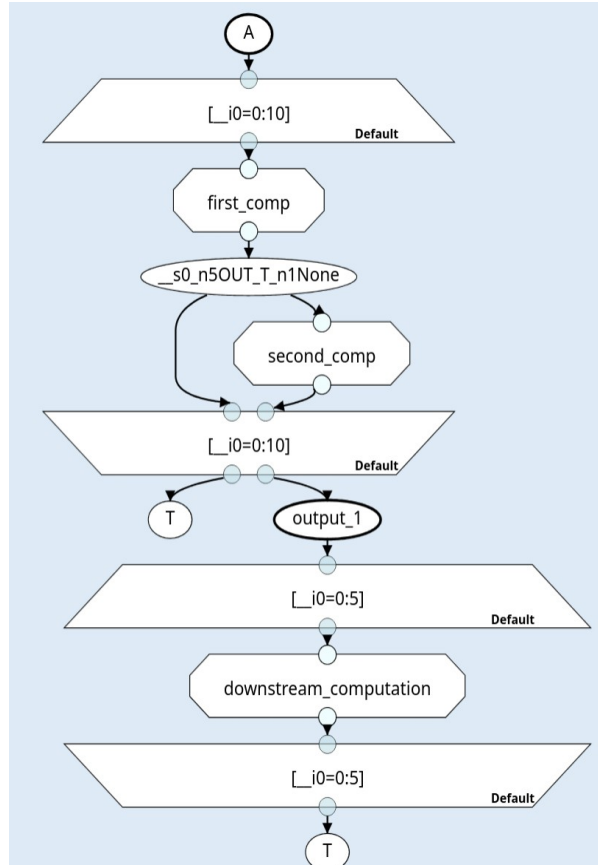 A
[__i0=0:10]
Default
first_comp
__s0_n5OUT_T_n1None
second_comp
[__i0=0:10]
Default
T
output_1
[__i0=0:5]
Default
downstream_computation
[__i0=0:5]
Default
T